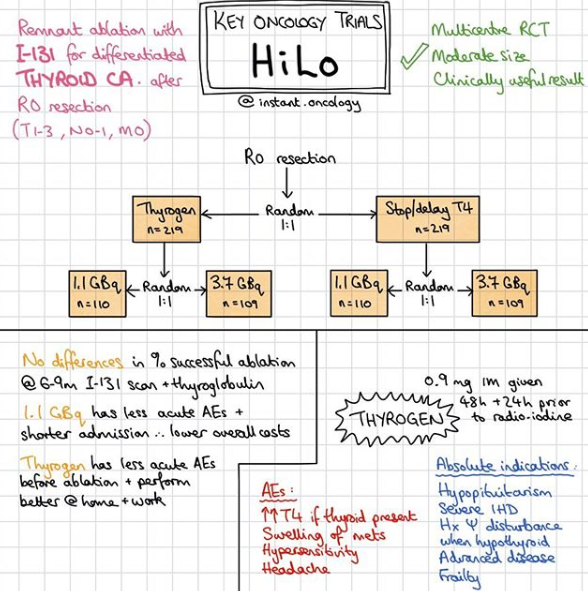 Remnant ablation with
I-131 for differentiated
THYROID CA. after
R0 resection
(T1-3, N0-1, M0)
KEY ONCOLOGY TRIALS
HiLo
@instant.oncology
Multicentre RCT
Moderate size
Clinically useful result
R0 resection
Thyrogen
n=219
Random
1:1
Stop/delay T4
n=219
1.1 GBq
n=110
Random
1:1
3.7 GBq
n=109
1.1 GBq
n=110
Random
1:1
3.7 GBq
n=109
No differences in % successful ablation
@ 6-9m I-131 scan + thyroglobulin
1.1 GBq has less acute AEs +
shorter admission ∴ lower overall costs
Thyrogen has less acute AEs
before ablation + perform
better @ home + work
THYROGEN
0.9 mg IM given
48h + 24h prior
to radio-iodine
AEs:
↑↑T4 if thyroid present
Swelling of mets
Hypersensitivity
Headache
Absolute indications:
Hypopituitarism
Severe IHD
Hx Ψ disturbance
when hypothyroid
Advanced disease
Frailty